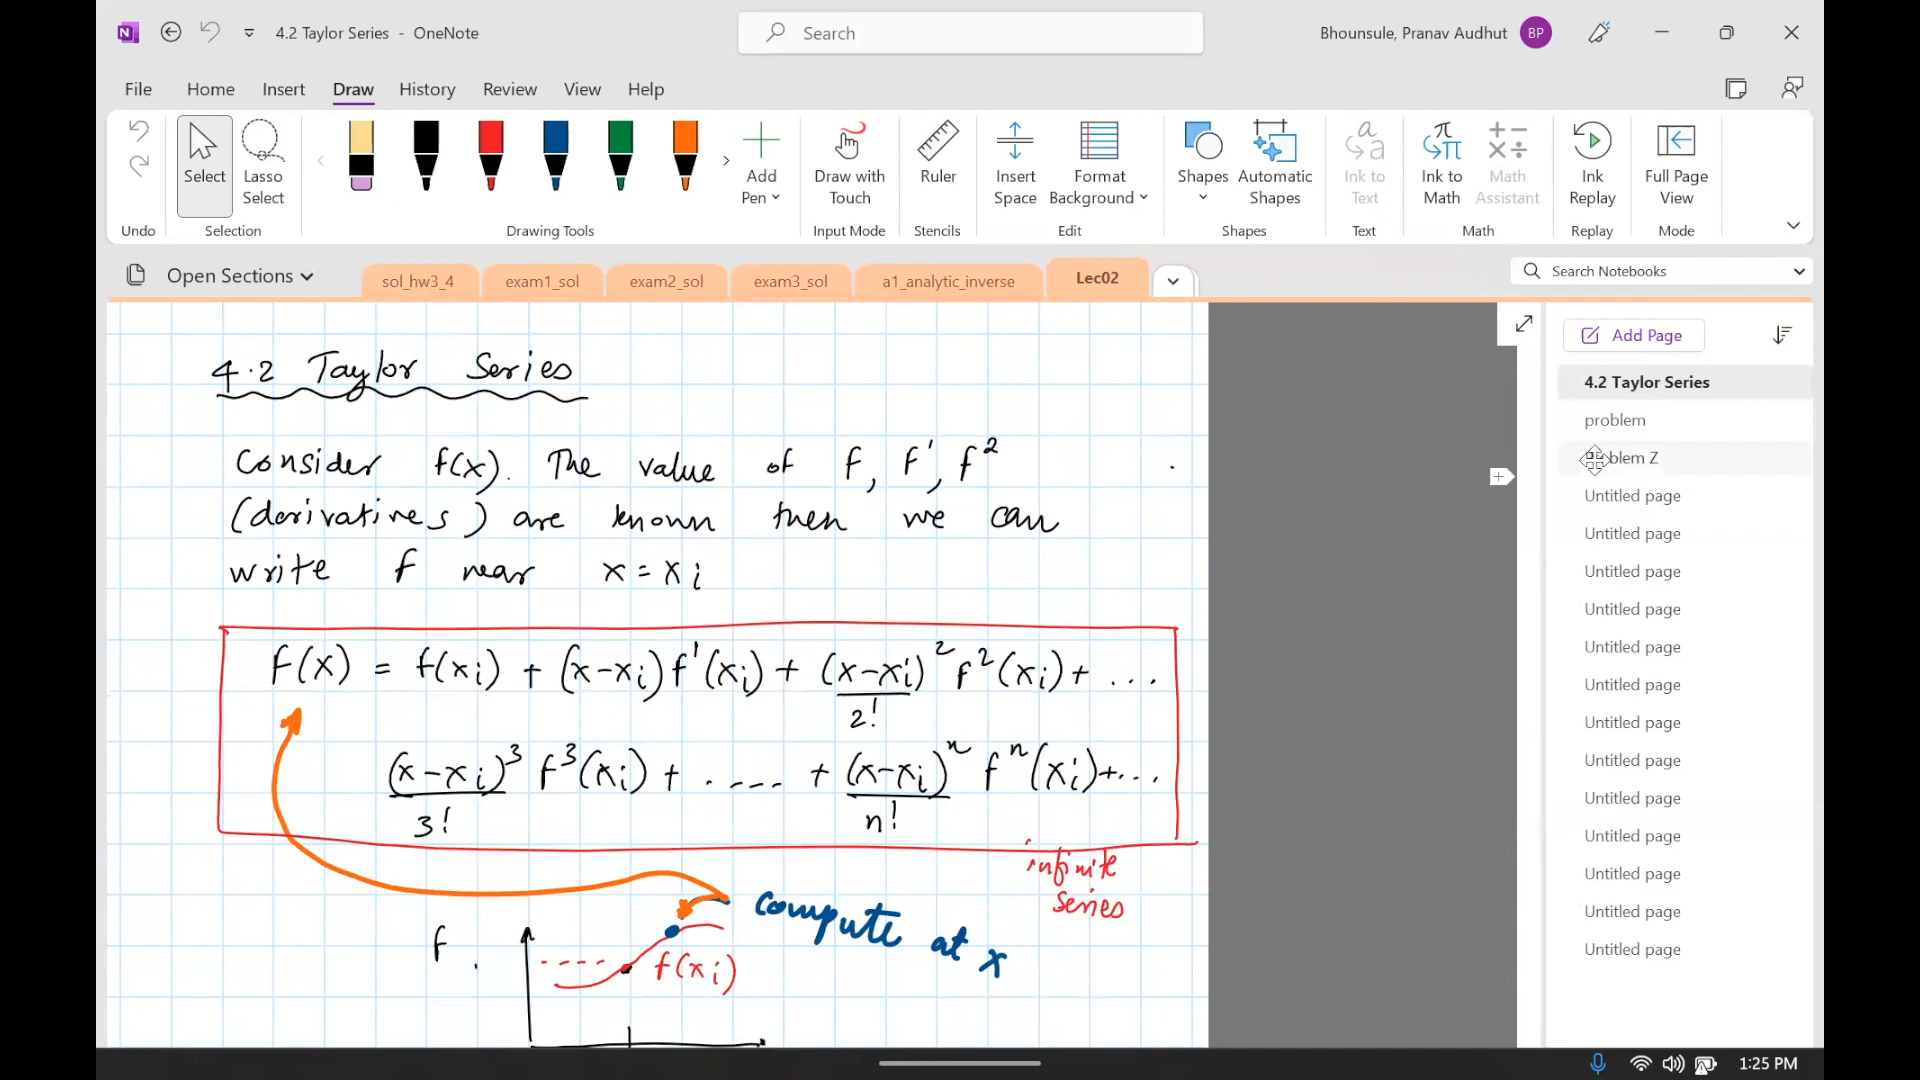 4.2 Taylor Series - OneNote
Search
Bhounsule, Pranav Audhut
BP
File Home Insert Draw History Review View Help
Select
Lasso Select
Add Pen
Draw with Touch
Ruler
Insert Space
Format Background
Shapes
Automatic Shapes
Ink to Text
Ink to Math
Math Assistant
Ink Replay
Full Page View
Undo Selection Drawing Tools Input Mode Stencils Edit Shapes Text Math Replay Mode
Open Sections
sol_hw3_4
exam1_sol
exam2_sol
exam3_sol
a1_analytic_inverse
Lec02
Search Notebooks
4.2 Taylor Series
Consider f(x). The value of f, f', f²
(derivatives) are known then we can
write f near x = xi
f(x) = f(xi) + (x-xi) f'(xi) + (x-xi)² f²(xi) + ...
2!
(x-xi)³ f³(xi) + ..... + (x-xi)ⁿ fⁿ(xi)+...
3! n!
infinite
series
compute at x
f
f(xi)
Add Page
4.2 Taylor Series
problem
blem Z
Untitled page
Untitled page
Untitled page
Untitled page
Untitled page
Untitled page
Untitled page
Untitled page
Untitled page
Untitled page
Untitled page
Untitled page
Untitled page
1:25 PM